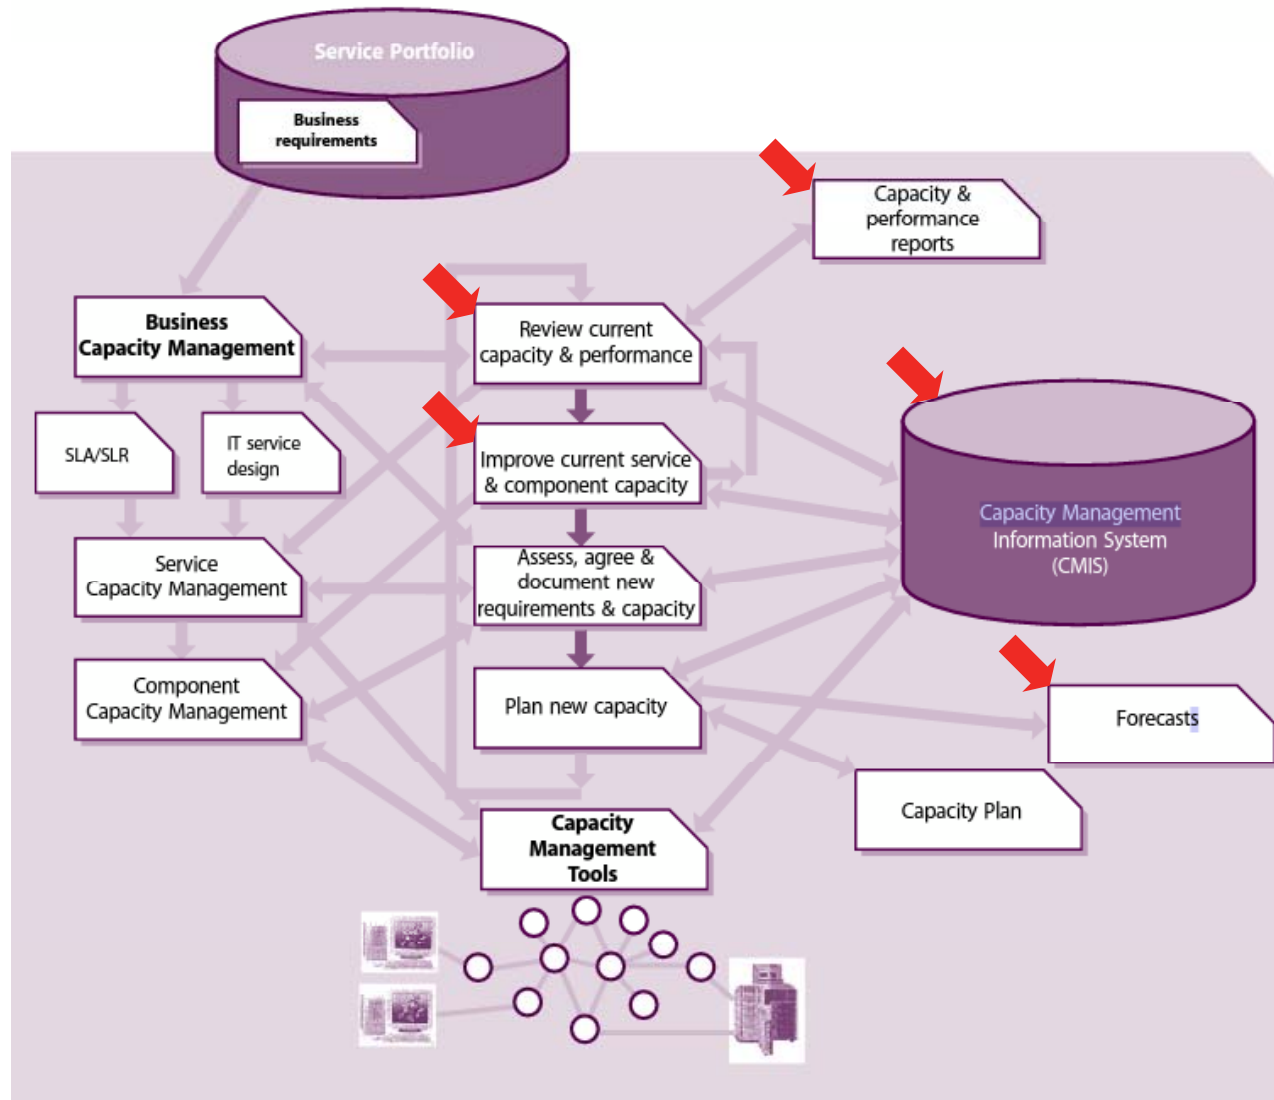 Service Portfolio
Business
requirements
Capacity &
performance
reports
Business
Capacity Management
Review current
capacity & performance
SLA/SLR
IT service
design
Improve current service
& component capacity
Capacity Management
Information System
(CMIS)
Service
Capacity Management
Assess, agree &
document new
requirements & capacity
Component
Capacity Management
Plan new capacity
Forecasts
Capacity Plan
Capacity
Management
Tools